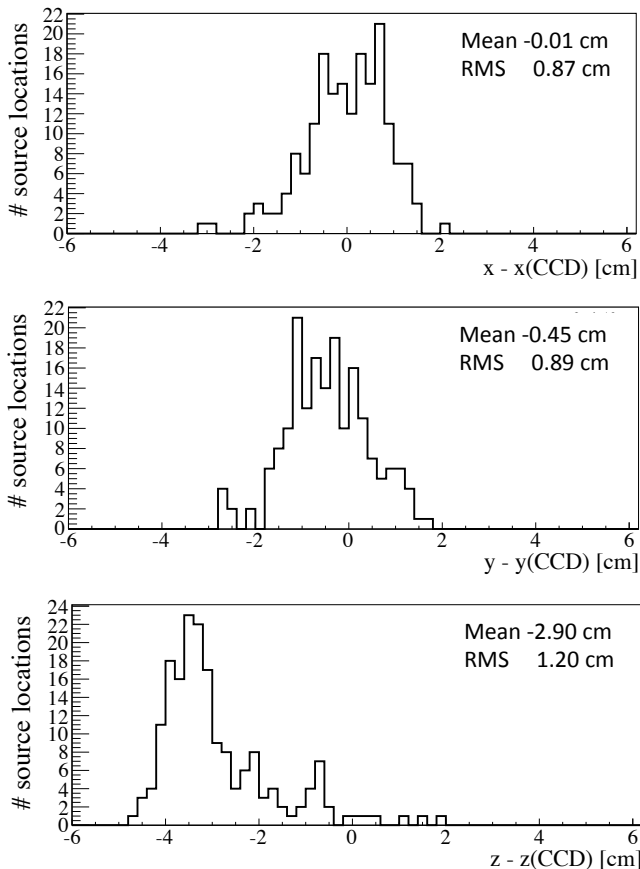 22
20
18
16
14
12
10
8
6
4
2
0
-6 -4 -2 0 2 4 6
# source locations
Mean -0.01 cm
RMS 0.87 cm
x - x(CCD) [cm]
22
20
18
16
14
12
10
8
6
4
2
0
-6 -4 -2 0 2 4 6
# source locations
Mean -0.45 cm
RMS 0.89 cm
y - y(CCD) [cm]
24
22
20
18
16
14
12
10
8
6
4
2
0
-6 -4 -2 0 2 4 6
# source locations
Mean -2.90 cm
RMS 1.20 cm
z - z(CCD) [cm]